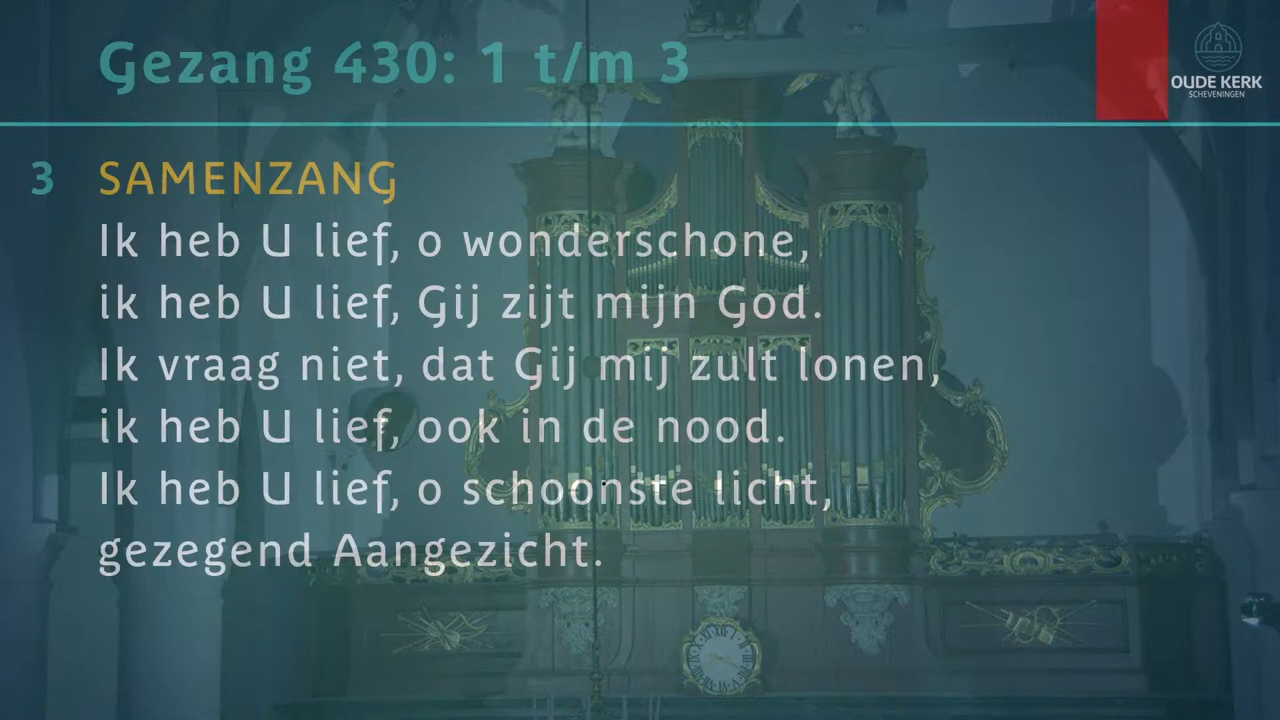 Gezang 430: 1 t/m 3
OUDE KERK
SCHEVENINGEN
3 SAMENZANG
Ik heb U lief, o wonderschone,
ik heb U lief, Gij zijt mijn God.
Ik vraag niet, dat Gij mij zult lonen,
ik heb U lief, ook in de nood.
Ik heb U lief, o schoonste licht,
gezegend Aangezicht.